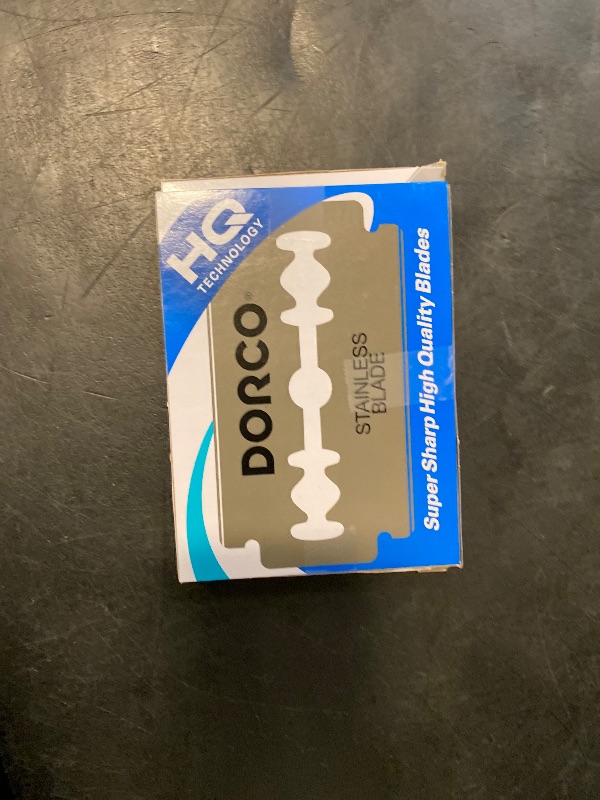 HQ
TECHNOLOGY
DORCO®
STAINLESS
BLADE
Super Sharp High Quality Blades